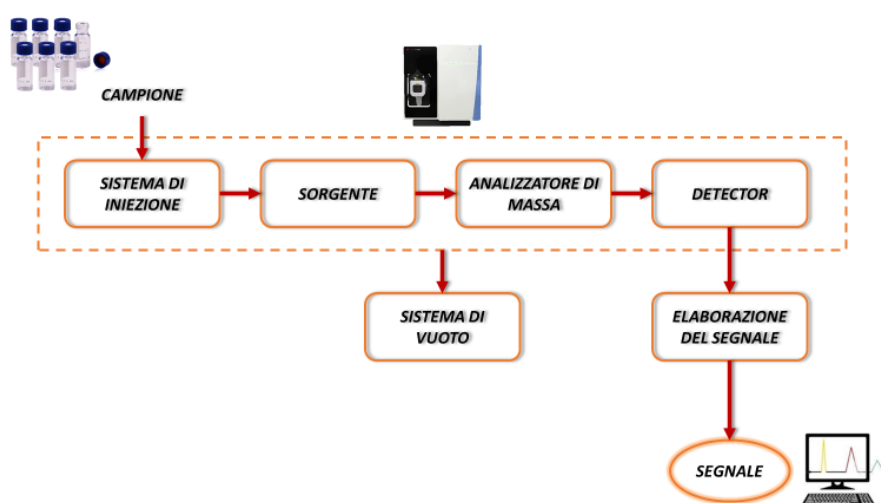 CAMPIONE
SISTEMA DI
INIEZIONE
SORGENTE
ANALIZZATORE DI
MASSA
DETECTOR
SISTEMA DI
VUOTO
ELABORAZIONE
DEL SEGNALE
SEGNALE